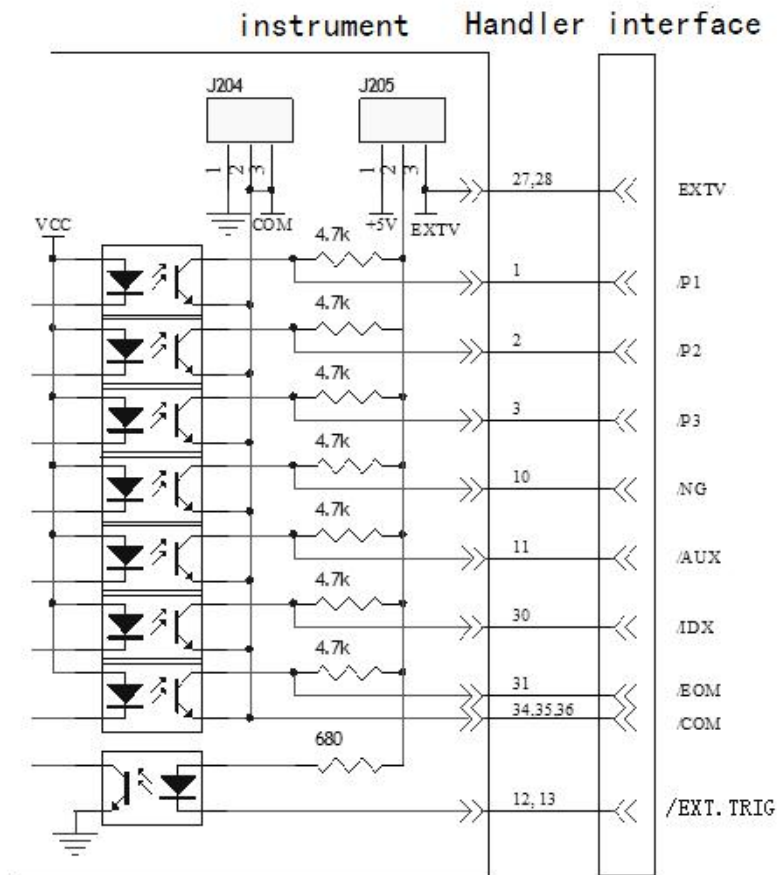 instrument Handler interface
J204 J205
1 2 3 1 2 3
27,28 EXTV
VCC COM +5V EXTV
4.7k
1 /P1
4.7k
2 /P2
4.7k
3 /P3
4.7k
10 /NG
4.7k
11 /AUX
4.7k
30 /IDX
4.7k
31 /EOM
34,35,36 /COM
680
12, 13 /EXT.TRIG